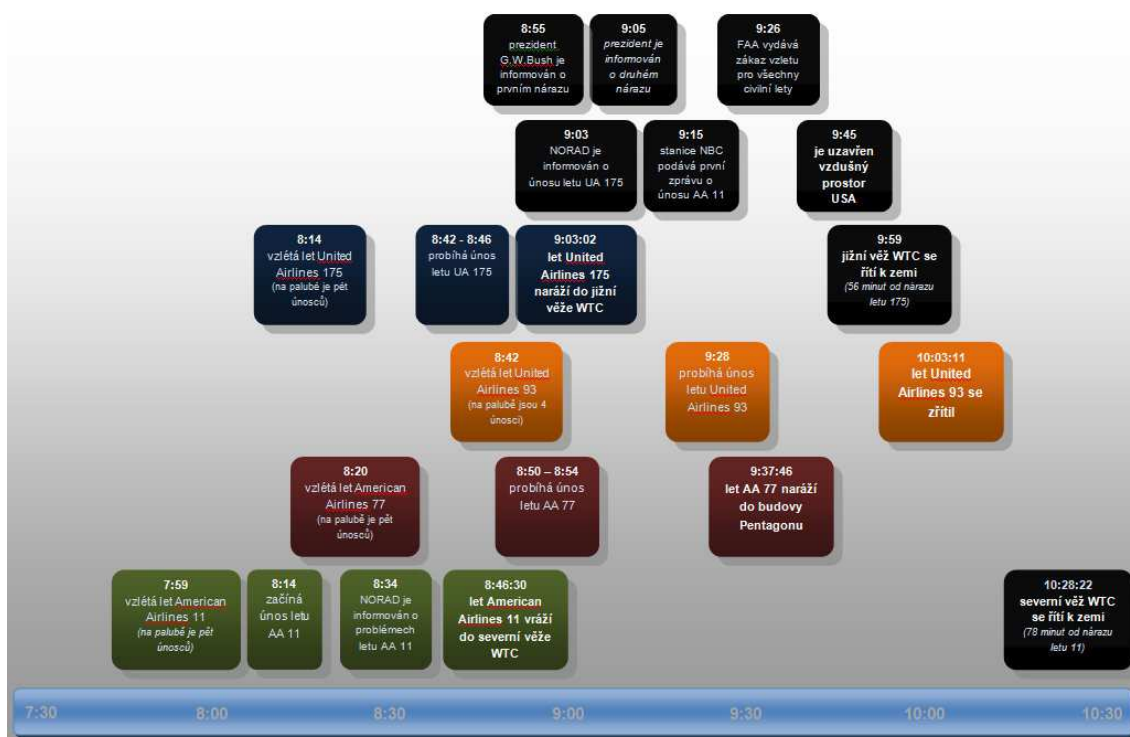 8:55
prezident
G.W.Bush je
informován o
prvním nárazu
9:05
prezident je
informován
o druhém
nárazu
9:26
FAA vydává
zákaz vzletu
pro všechny
civilní lety
9:03
NORAD je
informován o
únosu letu UA 175
9:15
stanice NBC
podává první
zprávu o
únosu AA 11
9:45
je uzavřen
vzdušný
prostor
USA
8:14
vzlétá let United
Airlines 175
(na palubě je pět
únosců)
8:42 - 8:46
probíhá únos
letu UA 175
9:03:02
let United
Airlines 175
naráží do jižní
věže WTC
9:59
jižní věž WTC se
řítí k zemi
(56 minut od nárazu
letu 175)
8:42
vzlétá let United
Airlines 93
(na palubě jsou 4
únosci)
9:28
probíhá únos
letu United
Airlines 93
10:03:11
let United
Airlines 93 se
zřítil
8:20
vzlétá let American
Airlines 77
(na palubě je pět
únosců)
8:50 – 8:54
probíhá únos
letu AA 77
9:37:46
let AA 77 naráží
do budovy
Pentagonu
7:59
vzlétá let American
Airlines 11
(na palubě je pět
únosců)
8:14
začíná
únos letu
AA 11
8:34
NORAD je
informován o
problémech
letu AA 11
8:46:30
let American
Airlines 11 vráží
do severní věže
WTC
10:28:22
severní věž WTC
se řítí k zemi
(78 minut od nárazu
letu 11)
7:30 8:00 8:30 9:00 9:30 10:00 10:30